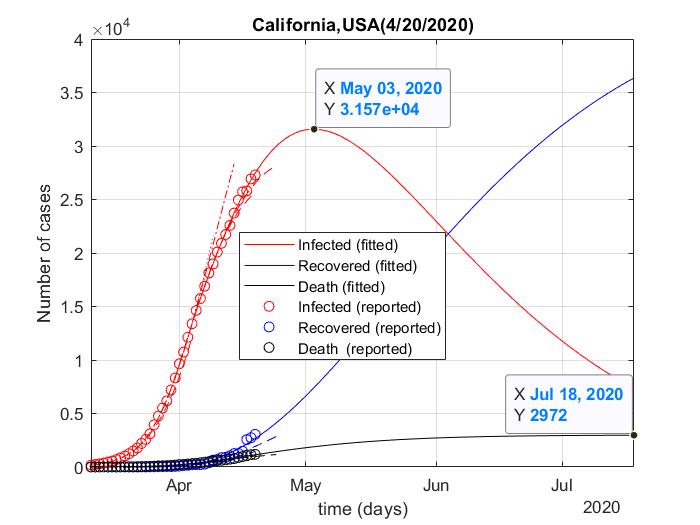 California,USA(4/20/2020)
×10⁴
4
3.5
3
2.5
2
1.5
1
0.5
0
Number of cases
X May 03, 2020
Y 3.157e+04
Infected (fitted)
Recovered (fitted)
Death (fitted)
Infected (reported)
Recovered (reported)
Death (reported)
X Jul 18, 2020
Y 2972
Apr May Jun Jul
time (days)
2020